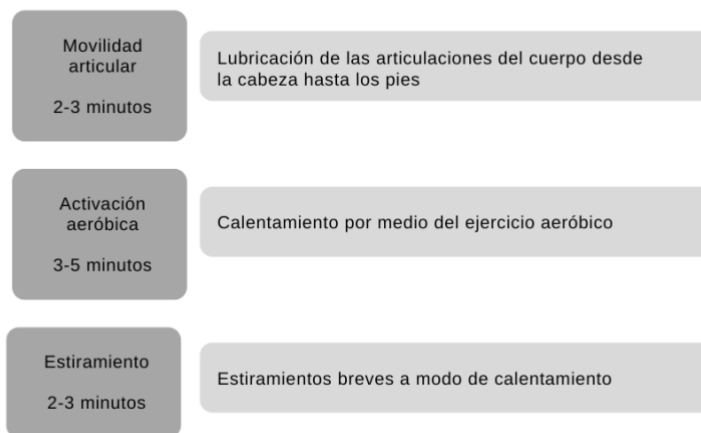 Movilidad
articular
2-3 minutos
Lubricación de las articulaciones del cuerpo desde
la cabeza hasta los pies
Activación
aeróbica
3-5 minutos
Calentamiento por medio del ejercicio aeróbico
Estiramiento
2-3 minutos
Estiramientos breves a modo de calentamiento